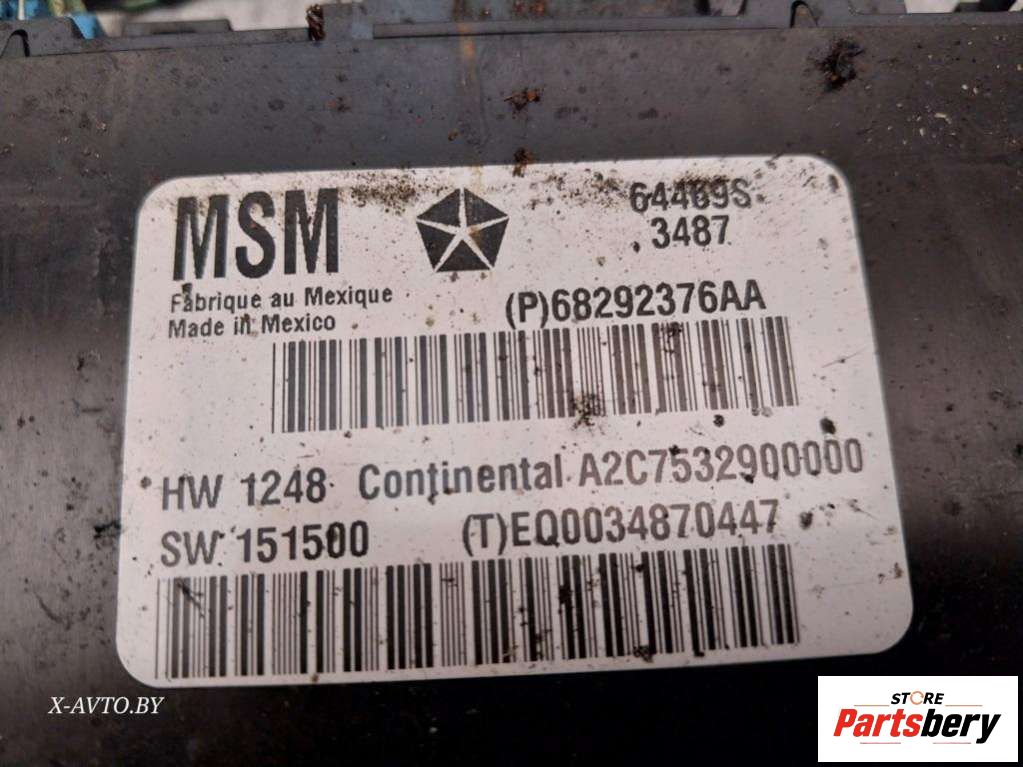 MSM
64469S
3487
Fabrique au Mexique
Made in Mexico
(P)68292376AA
HW 1248 Continental A2C7532900000
SW 151500 (T)EQ0034870447
X-AVTO.BY
STORE
Partsbery